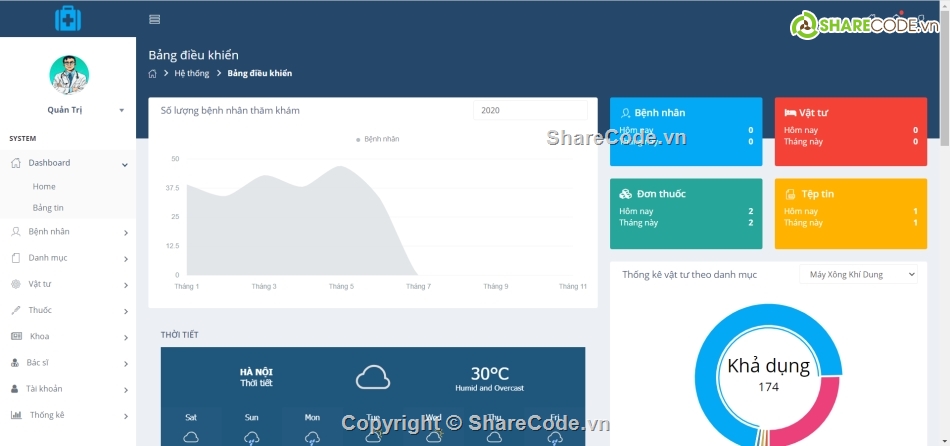 SHARECODE.vn
Bảng điều khiển
Hệ thống
Bảng điều khiển
Quản Trị
SYSTEM
Dashboard
Home
Bảng tin
Bệnh nhân
Danh mục
Vật tư
Thuốc
Khoa
Bác sĩ
Tài khoản
Thống kê
Số lượng bệnh nhân thăm khám
2020
Bệnh nhân
50
37.5
25
12.5
0
Tháng 1
Tháng 3
Tháng 5
Tháng 7
Tháng 9
Tháng 11
Bệnh nhân
Hôm nay 0
0
ShareCode.vn
Vật tư
Hôm nay 0
Tháng này 0
Đơn thuốc
Hôm nay 2
Tháng này 2
Tệp tin
Hôm nay 1
Tháng này 1
Thống kê vật tư theo danh mục
Máy Xông Khí Dung
Khả dụng
174
THỜI TIẾT
HÀ NỘI
Thời tiết
30°C
Humid and Overcast
Sat
Sun
Mon
Tue
Wed
Thu
Fri
Copyright © ShareCode.vn